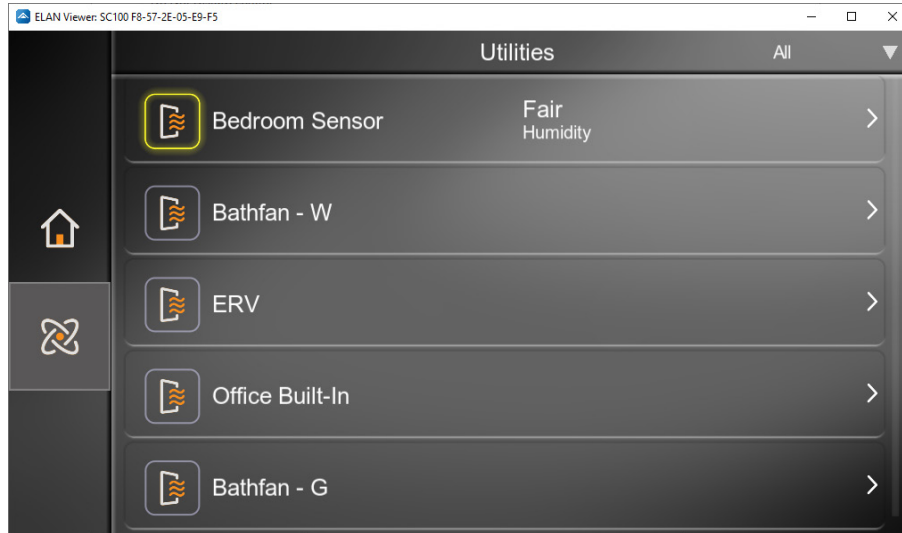 ELAN Viewer: SC100 F8-57-2E-05-E9-F5
Utilities
All
Bedroom Sensor
Fair
Humidity
Bathfan - W
ERV
Office Built-In
Bathfan - G